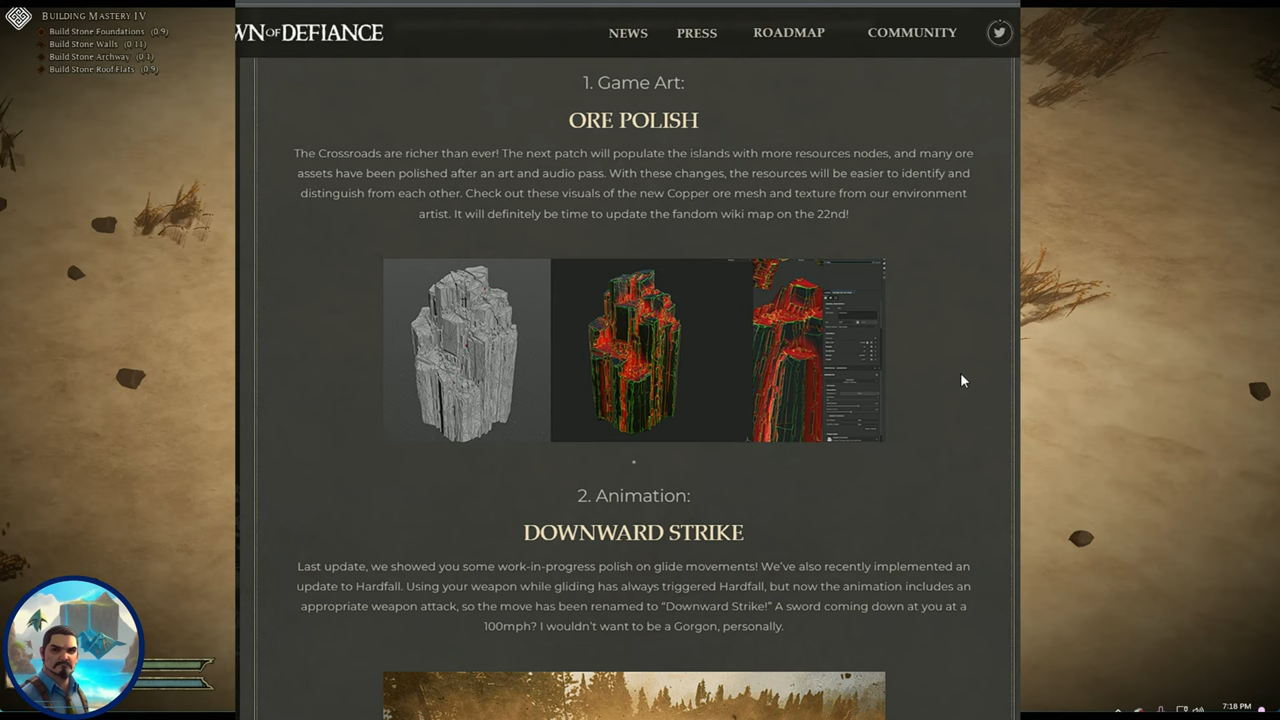 BUILDING MASTERY IV
Build Stone Foundations (0/9)
Build Stone Walls (0/11)
Build Stone Archway (0/1)
Build Stone Roof Flats (0/9)
WN OF DEFIANCE
NEWS PRESS ROADMAP COMMUNITY
1. Game Art:
ORE POLISH
The Crossroads are richer than ever! The next patch will populate the islands with more resources nodes, and many ore
assets have been polished after an art and audio pass. With these changes, the resources will be easier to identify and
distinguish from each other. Check out these visuals of the new Copper ore mesh and texture from our environment
artist. It will definitely be time to update the fandom wiki map on the 22nd!
2. Animation:
DOWNWARD STRIKE
Last update, we showed you some work-in-progress polish on glide movements! We've also recently implemented an
update to Hardfall. Using your weapon while gliding has always triggered Hardfall, but now the animation includes an
appropriate weapon attack, so the move has been renamed to “Downward Strike!” A sword coming down at you at a
100mph? I wouldn't want to be a Gorgon, personally.
7:18 PM